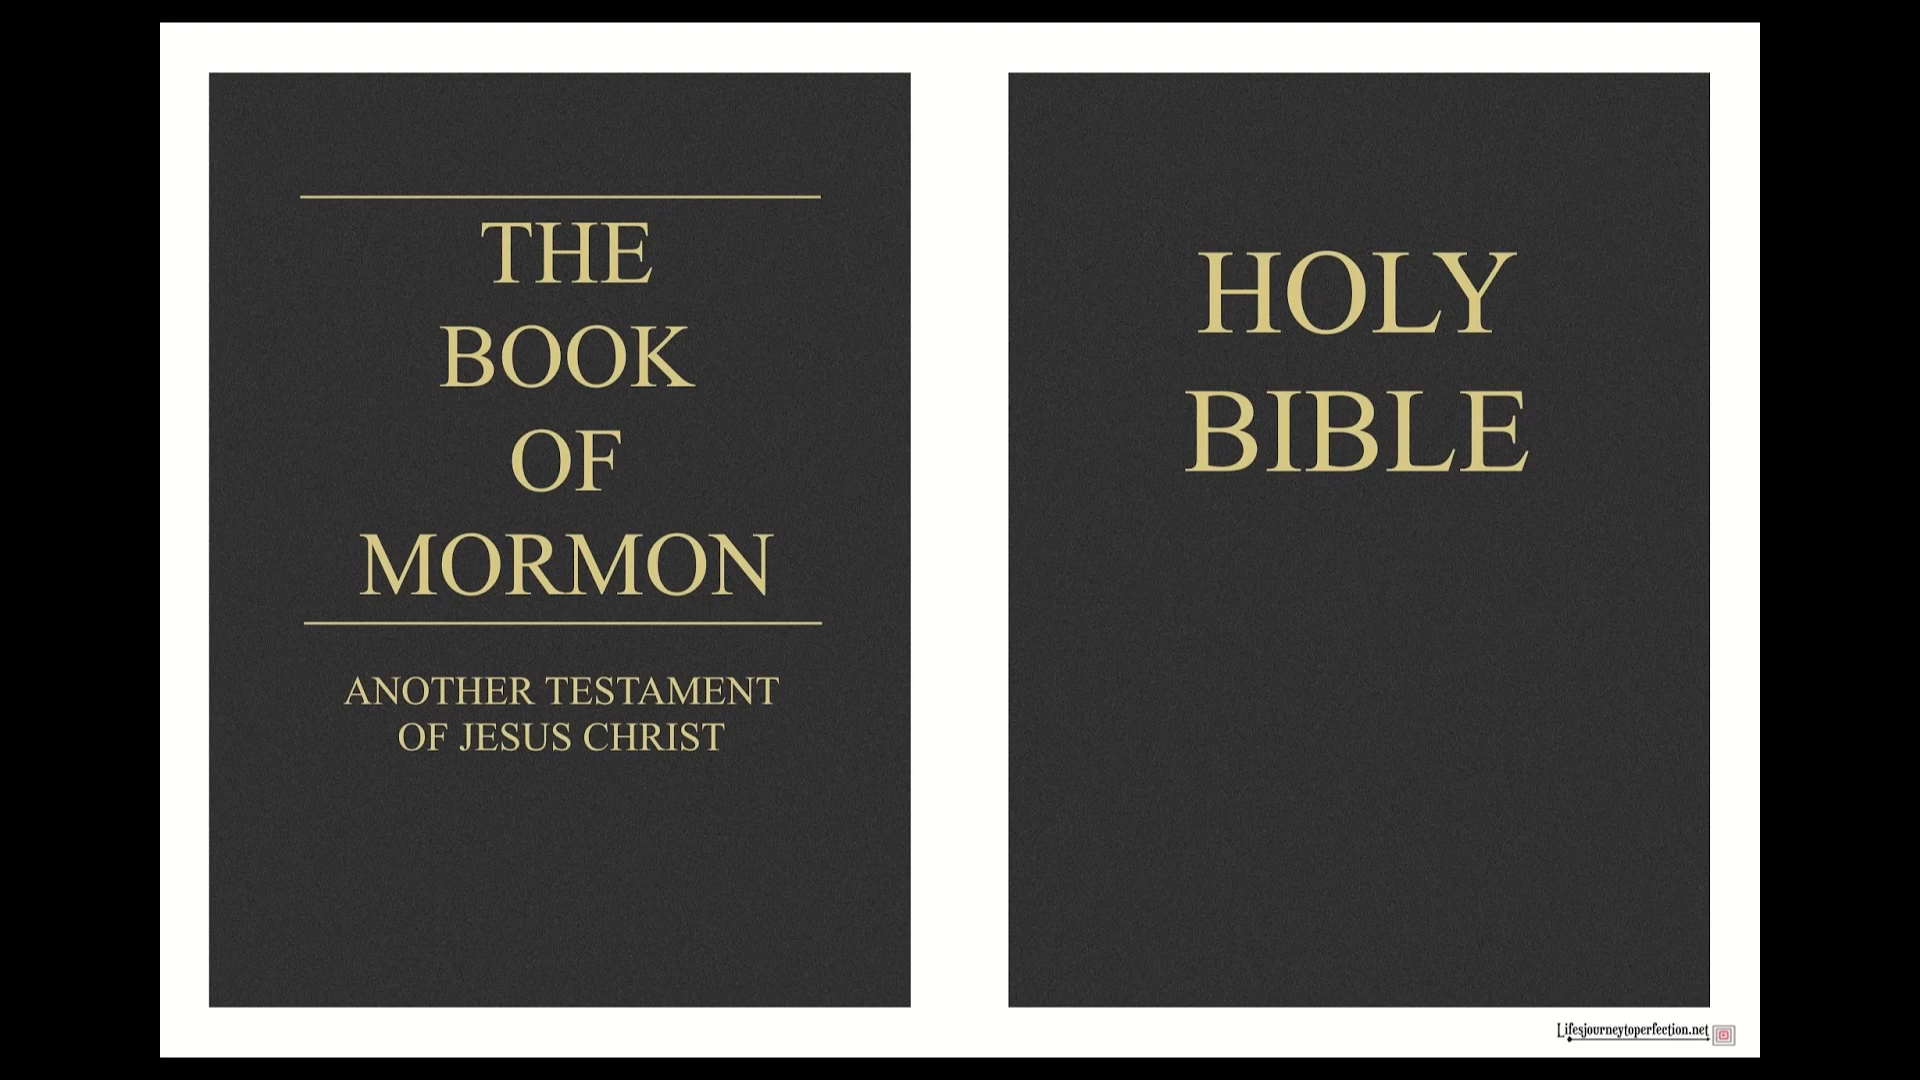 THE
BOOK
OF
MORMON
ANOTHER TESTAMENT
OF JESUS CHRIST
HOLY
BIBLE
Lifesjourneytoperfection.net